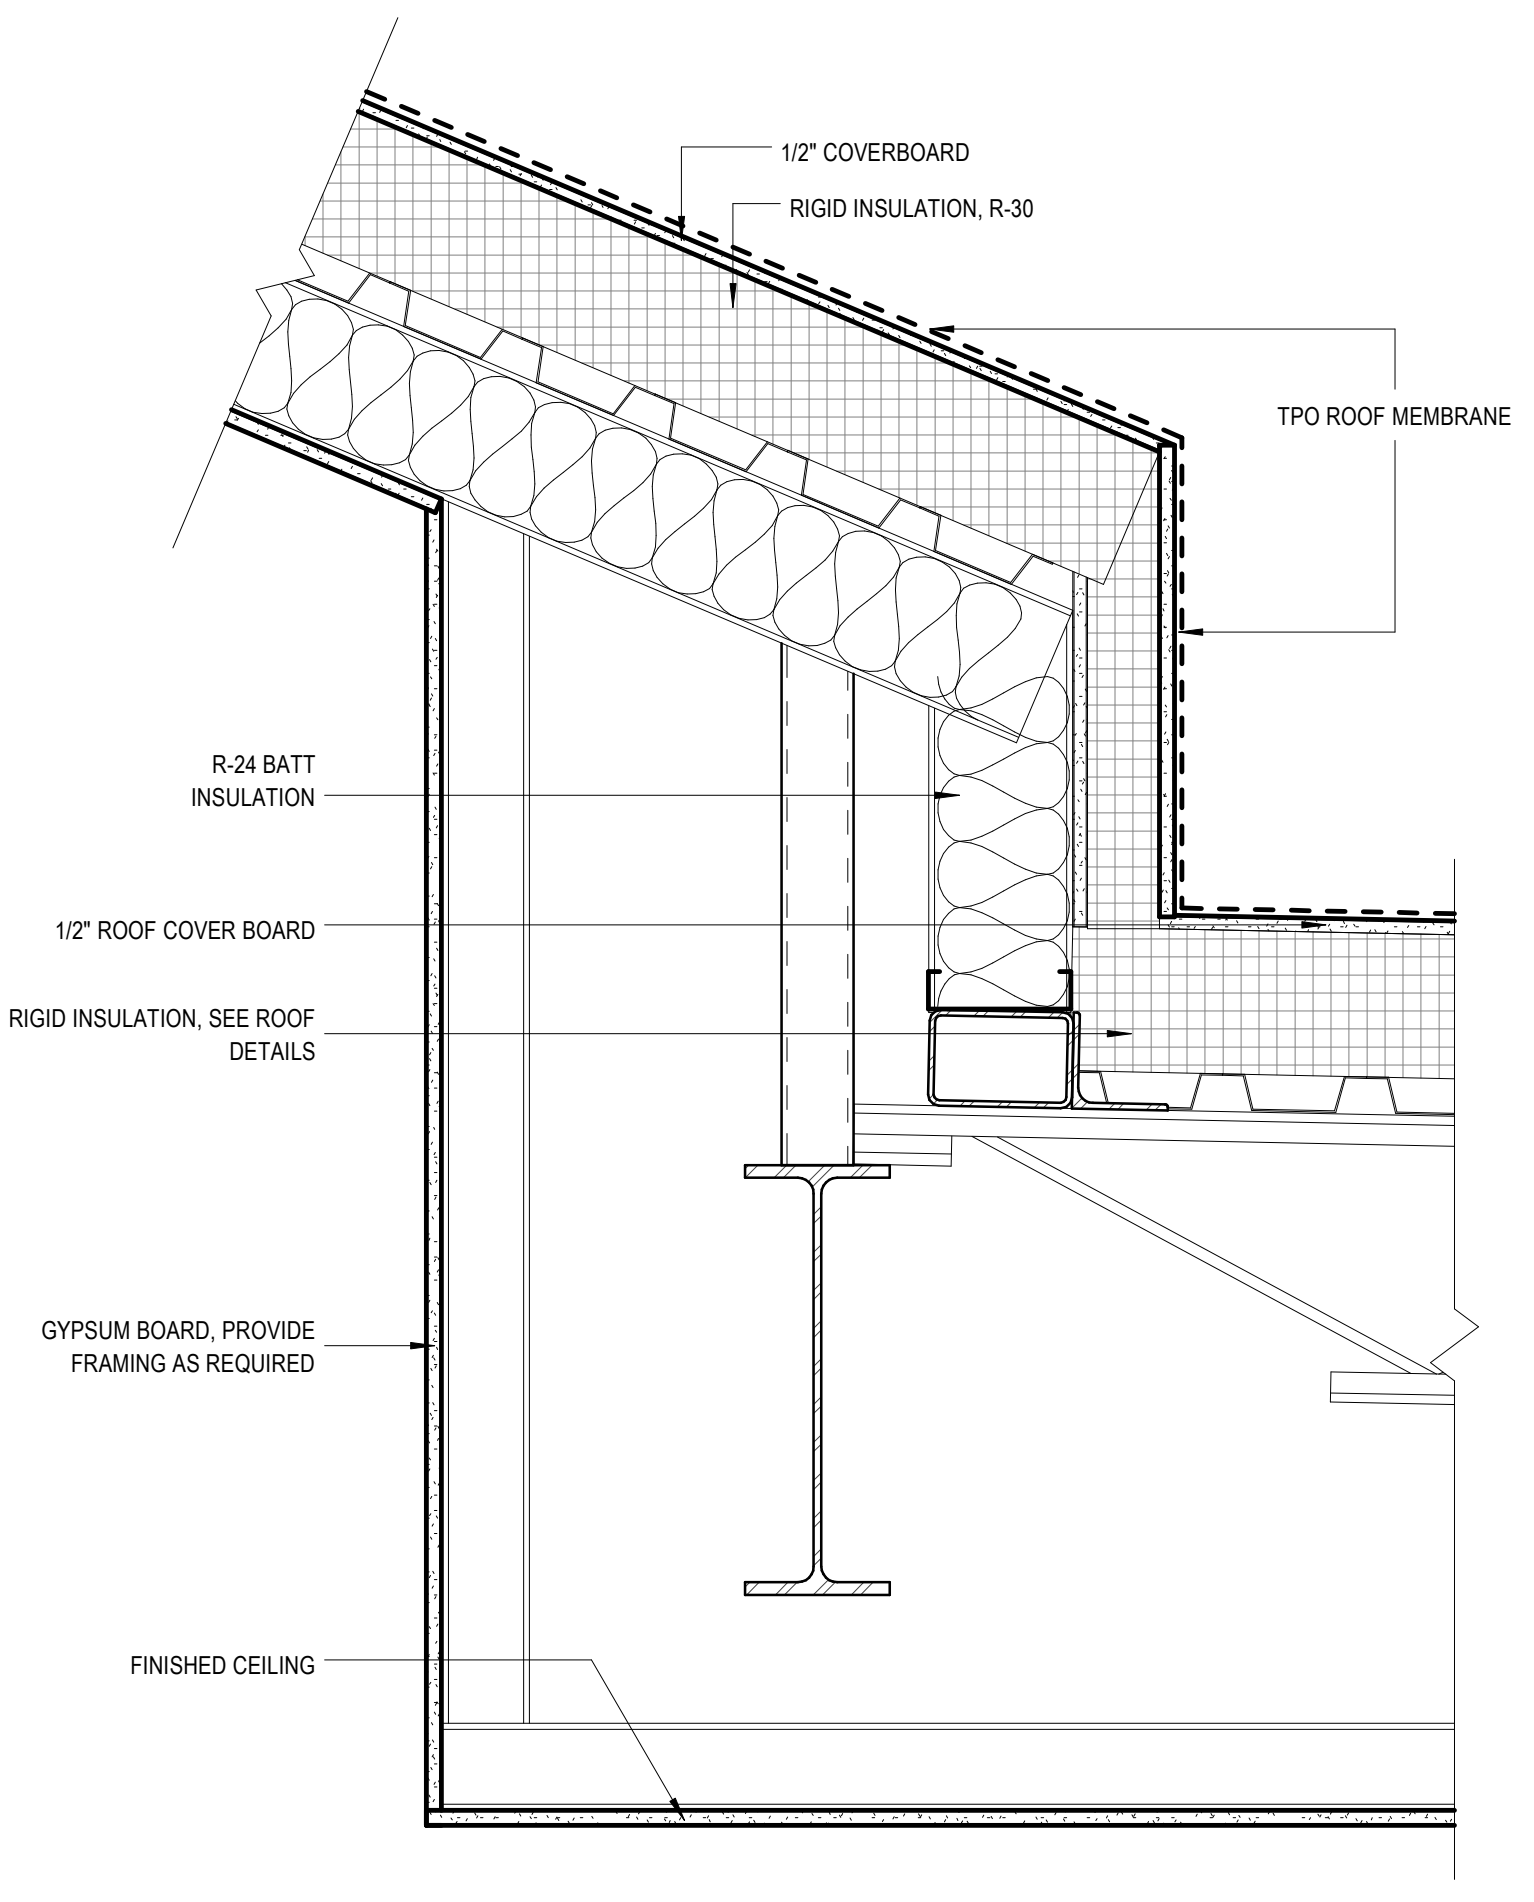 1/2" COVERBOARD
RIGID INSULATION, R-30
TPO ROOF MEMBRANE
R-24 BATT
INSULATION
1/2" ROOF COVER BOARD
RIGID INSULATION, SEE ROOF
DETAILS
GYPSUM BOARD, PROVIDE
FRAMING AS REQUIRED
FINISHED CEILING